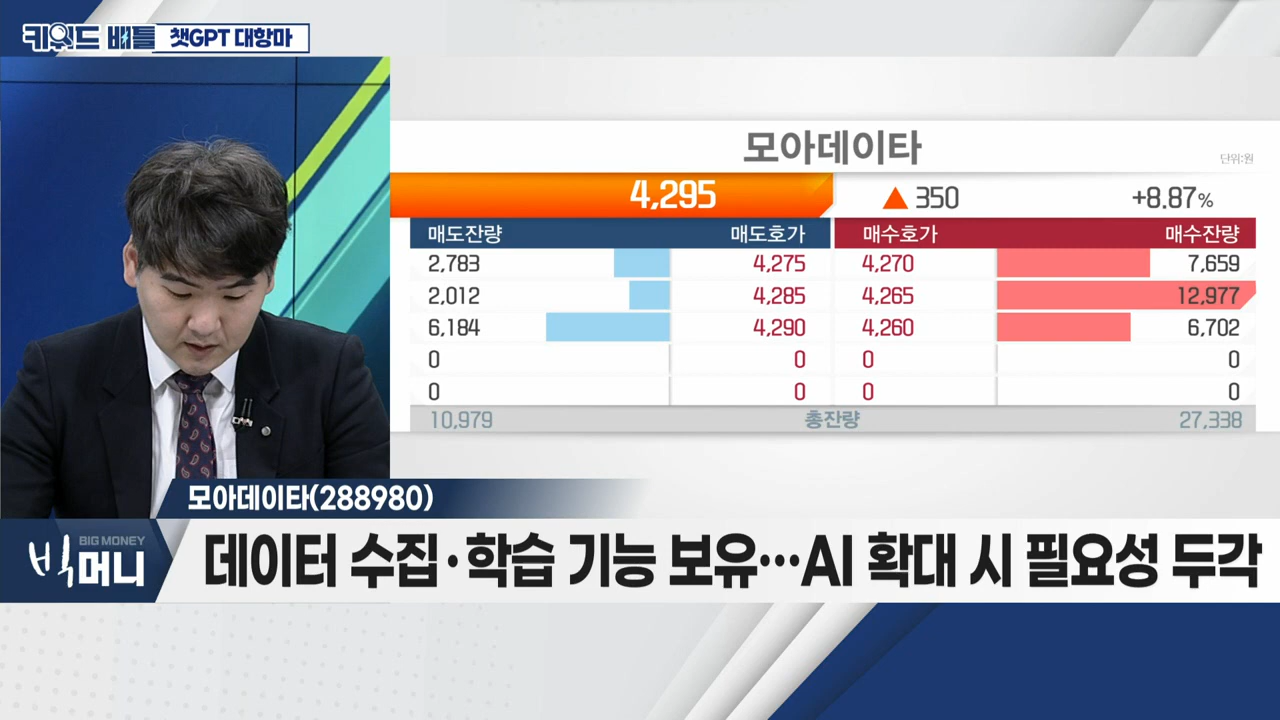 키워드 배틀 챗GPT 대항마
모아데이타
단위:원
4,295 ▲ 350 +8.87%
매도잔량 매도호가 매수호가 매수잔량
2,783 4,275 4,270 7,659
2,012 4,285 4,265 12,977
6,184 4,290 4,260 6,702
0 0 0 0
0 0 0 0
10,979 총잔량 27,338
모아데이타(288980)
BIG MONEY
빅머니
데이터 수집·학습 기능 보유…AI 확대 시 필요성 두각